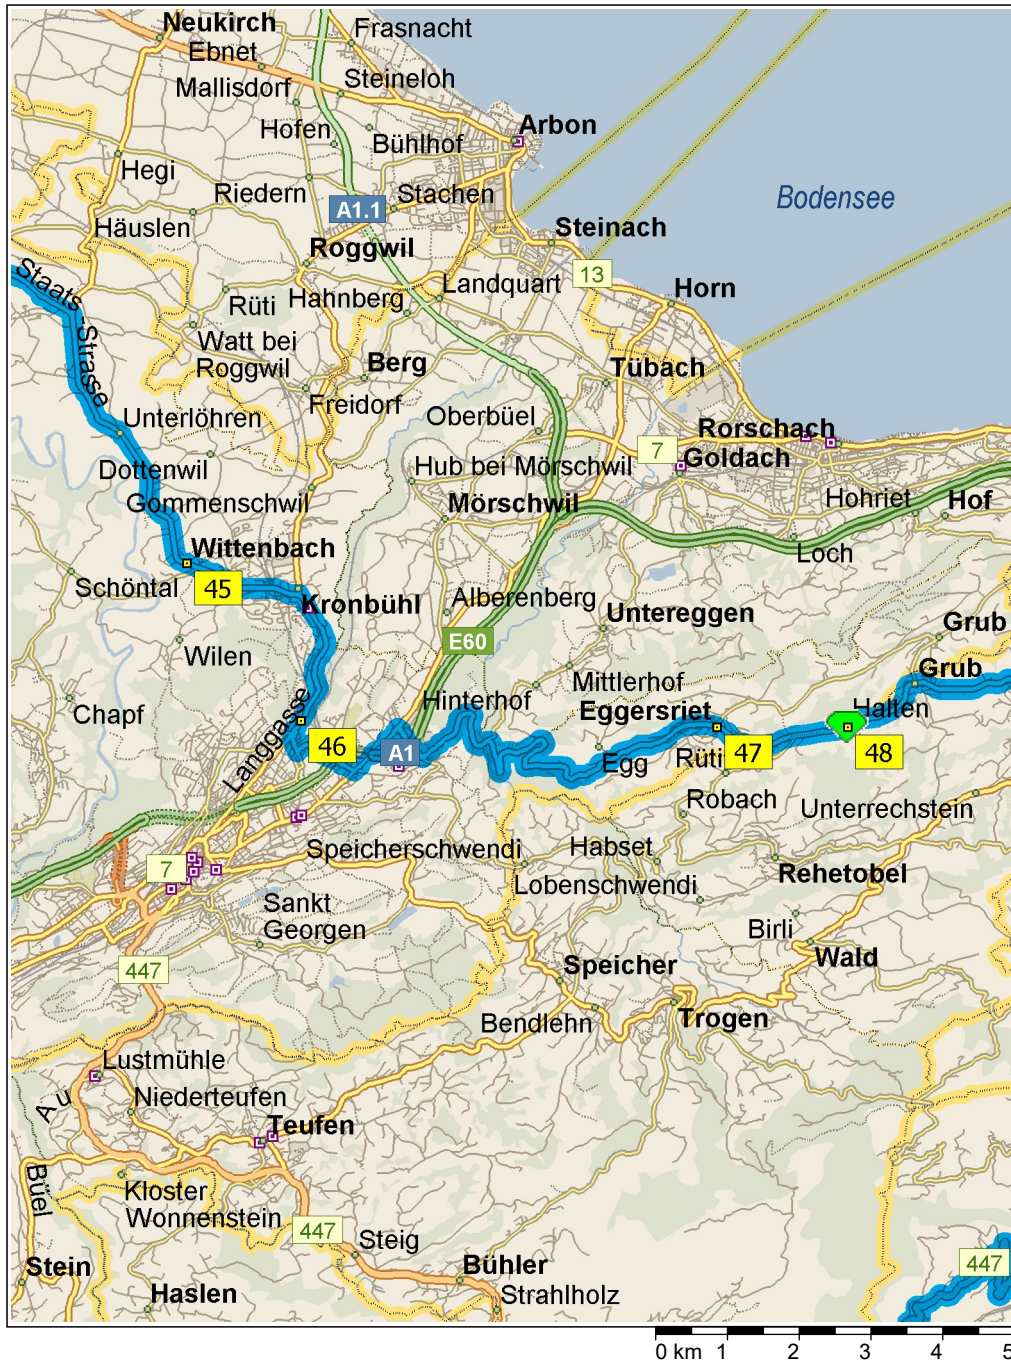 Neukirch
Frasnacht
Ebnet
Steineloh
Mallisdorf
Arbon
Hofen
Bühlhof
Hegi
Riedern
Stachen
Bodensee
A1.1
Häuslen
Steinach
Roggwil
13
Staats-Strasse
Landquart
Horn
Rüti
Hahnberg
Watt bei
Roggwil
Berg
Tübach
Freidorf
Unterlöhren
Oberbüel
Rorschach
7
Goldach
Dottenwil
Hub bei Mörschwil
Gommenschwil
Mörschwil
Hohriet
Hof
Wittenbach
Loch
Schöntal
45
Kronbühl
Alberenberg
Untereggen
Grub
E60
Wilen
Grub
Mittlerhof
Chapf
Langgasse
Hinterhof
Eggersriet
Halten
46
A1
Egg
Rüti
47
48
Robach
Unterrechstein
Speicherschwendi
Habset
7
Rehetobel
Lobenschwendi
Sankt
Georgen
Birli
Wald
447
Speicher
Bendlehn
Trogen
Lustmühle
Au
Niederteufen
Teufen
Büel
Kloster
Wonnenstein
447
Steig
Stein
Bühler
447
Haslen
Strahlholz
0 km 1 2 3 4 5